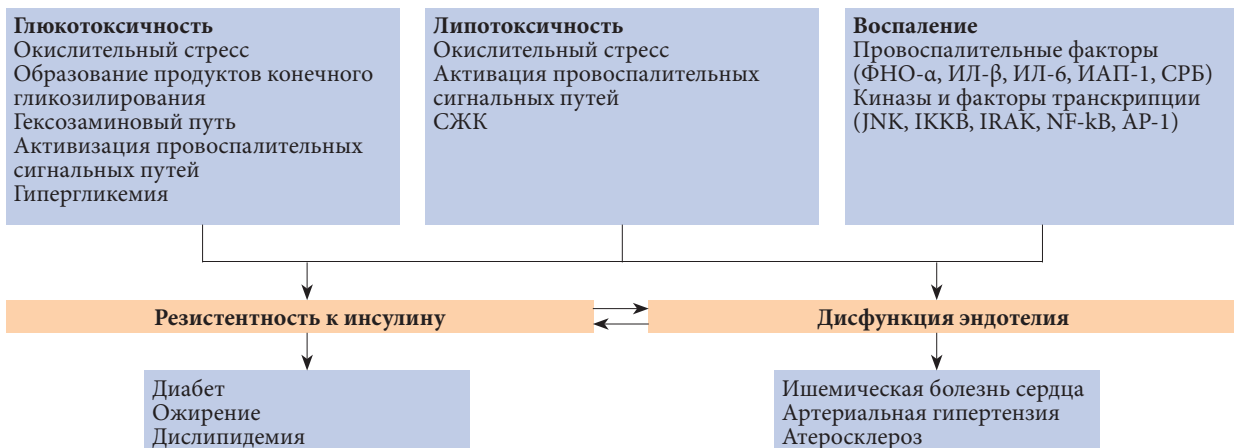 Глюкотоксичность
Окислительный стресс
Образование продуктов конечного
гликозилирования
Гексозаминовый путь
Активизация провоспалительных
сигнальных путей
Гипергликемия
Липотоксичность
Окислительный стресс
Активация провоспалительных
сигнальных путей
СЖК
Воспаление
Провоспалительные факторы
(ФНО-α, ИЛ-β, ИЛ-6, ИАП-1, СРБ)
Киназы и факторы транскрипции
(JNK, IKKB, IRAK, NF-kB, AP-1)
Резистентность к инсулину
Дисфункция эндотелия
Диабет
Ожирение
Дислипидемия
Ишемическая болезнь сердца
Артериальная гипертензия
Атеросклероз